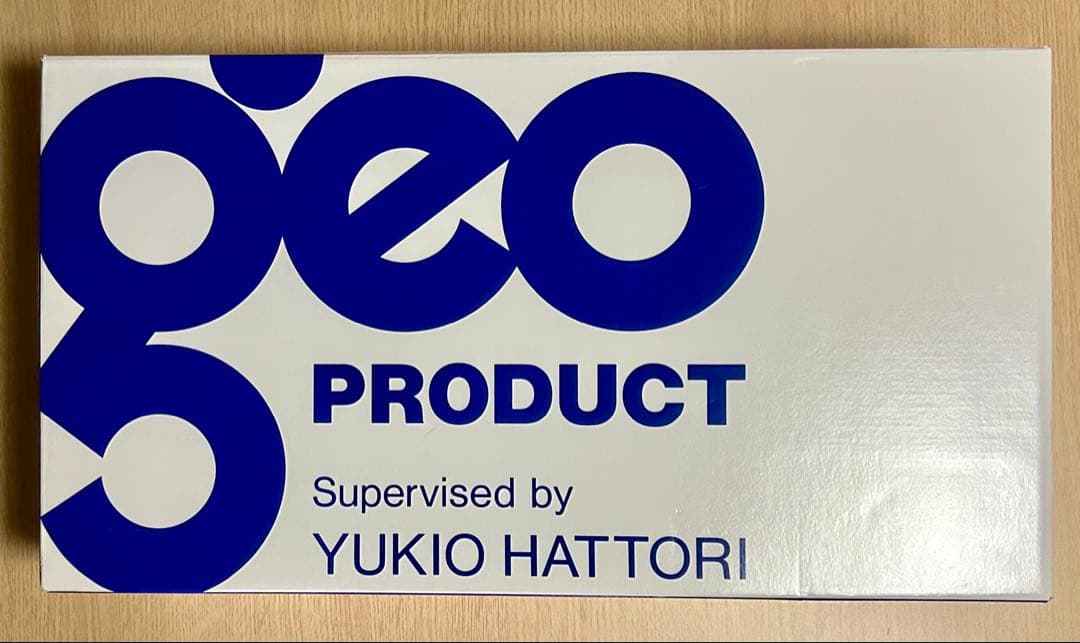 geo
PRODUCT
Supervised by
YUKIO HATTORI